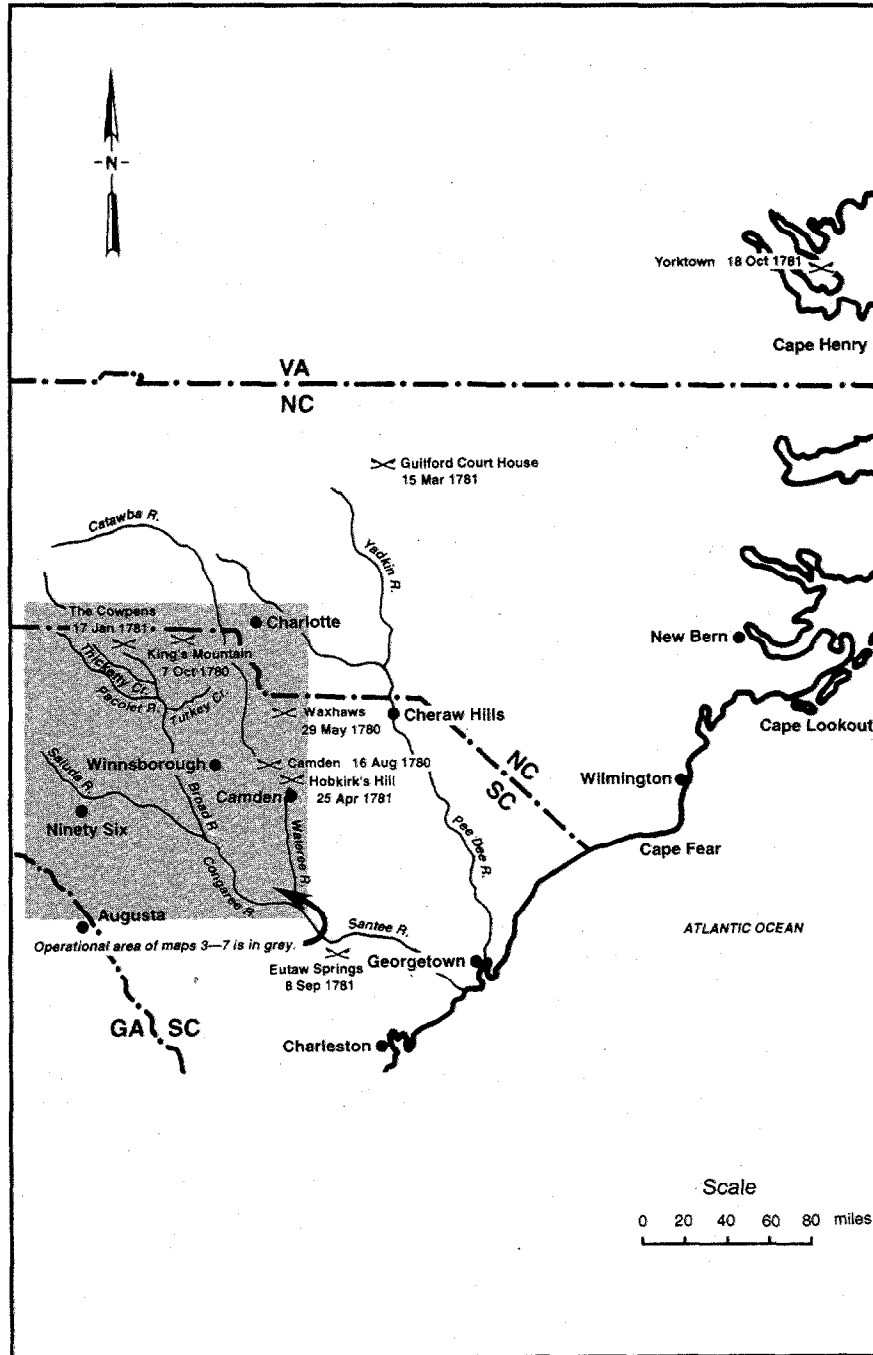 -N-
Yorktown 18 Oct 1781
Cape Henry
VA
NC
Guilford Court House
15 Mar 1781
Catawba R.
Yadkin R.
The Cowpens
17 Jan 1781
Charlotte
New Bern
King's Mountain
7 Oct 1780
Thicketty Cr.
Pacolet R.
Turkey Cr.
Waxhaws
29 May 1780
Cheraw Hills
Cape Lookout
Winnsborough
Camden 16 Aug 1780
Hobkirk's Hill
25 Apr 1781
NC
SC
Wilmington
Saluda R.
Broad R.
Camden
Ninety Six
Wateree R.
Pee Dee R.
Cape Fear
Congaree R.
Augusta
Santee R.
ATLANTIC OCEAN
Operational area of maps 3—7 is in grey.
Georgetown
Eutaw Springs
8 Sep 1781
GA SC
Charleston
Scale
0 20 40 60 80 miles